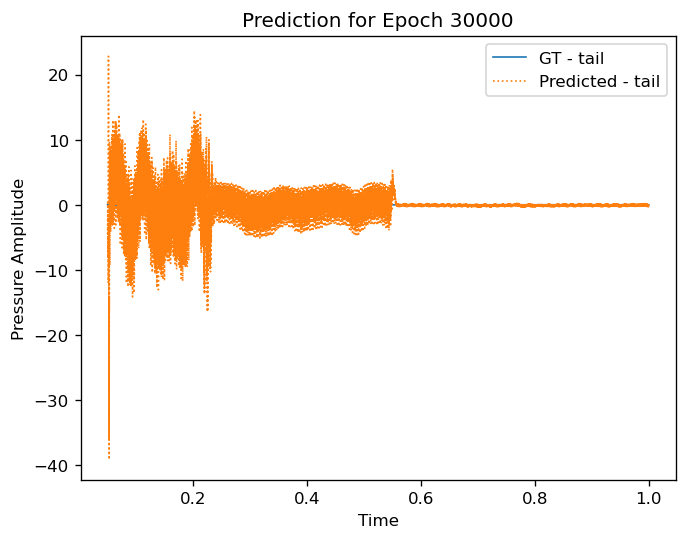 Prediction for Epoch 30000
GT - tail
Predicted - tail
20
10
0
−10
−20
−30
−40
Pressure Amplitude
0.2
0.4
0.6
0.8
1.0
Time